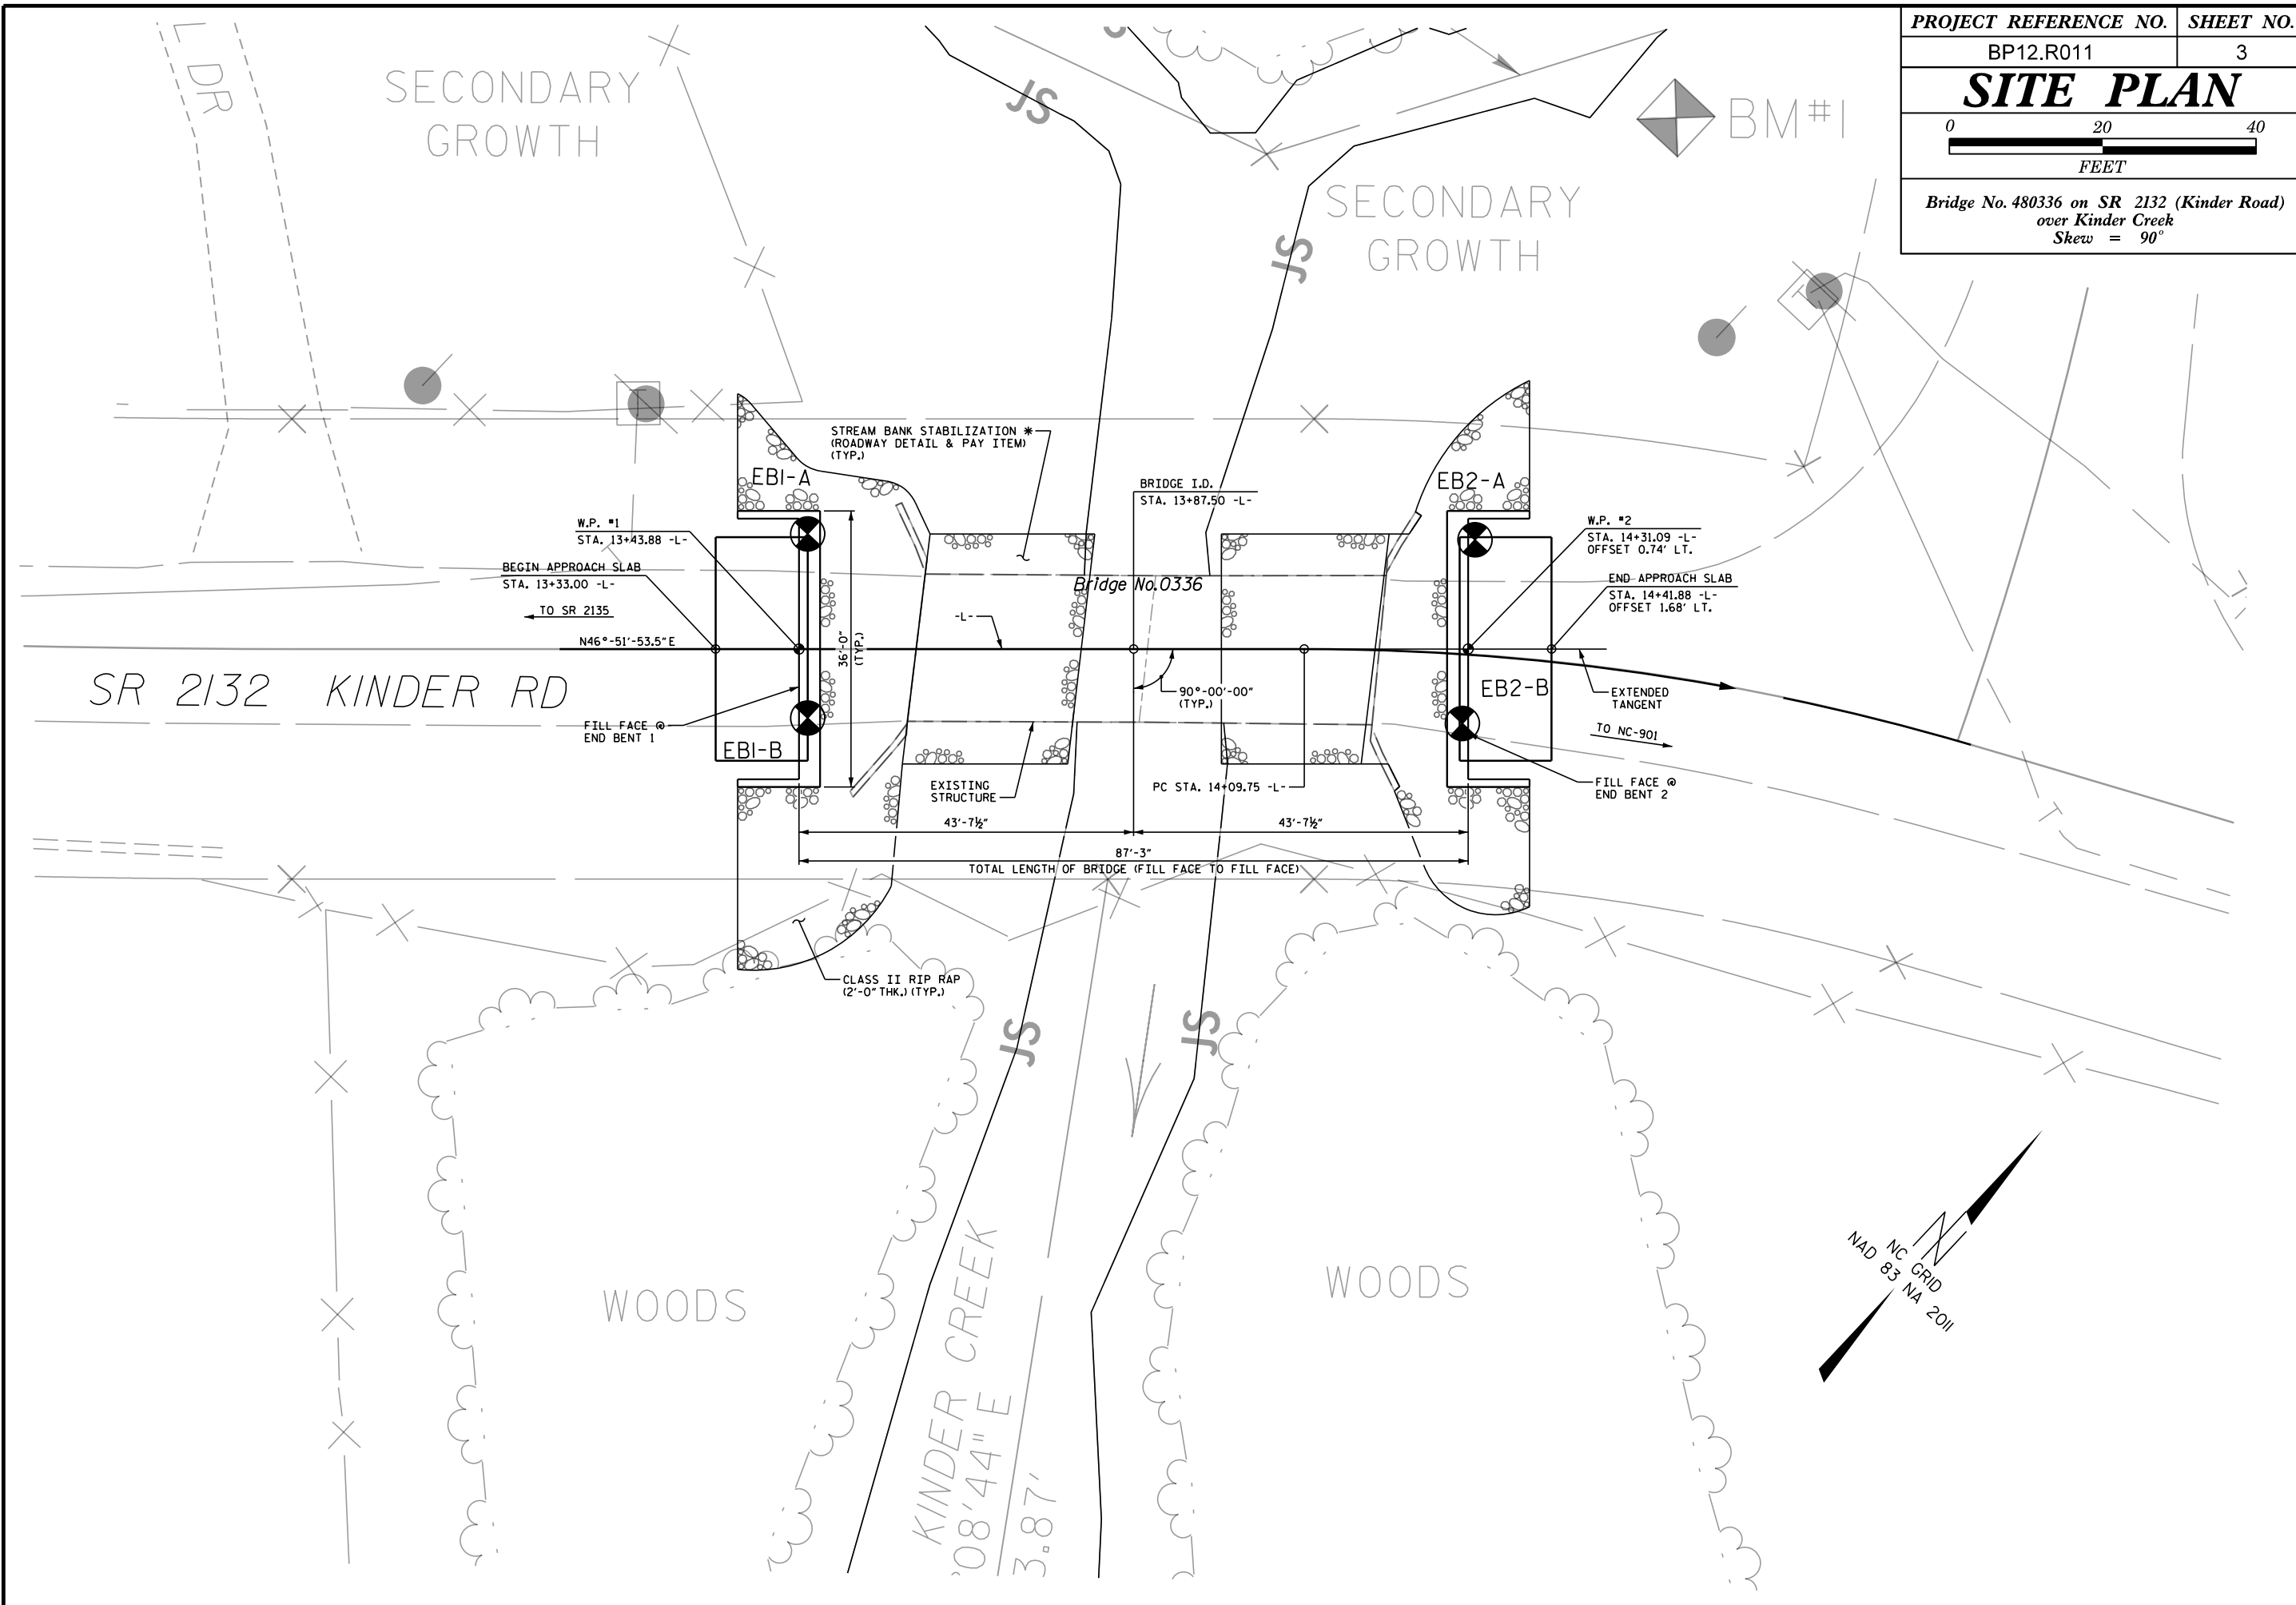 PROJECT REFERENCE NO.
SHEET NO.
BP12.R011
3
SITE PLAN
0 20 40
FEET
Bridge No. 480336 on SR 2132 (Kinder Road)
over Kinder Creek
Skew = 90°
L DR
SECONDARY
GROWTH
JS
BM#1
SECONDARY
GROWTH
JS
T
T
STREAM BANK STABILIZATION *
(ROADWAY DETAIL & PAY ITEM)
(TYP.)
EB1-A
EB2-A
BRIDGE I.D.
STA. 13+87.50 -L-
W.P. #1
STA. 13+43.88 -L-
W.P. #2
STA. 14+31.09 -L-
OFFSET 0.74' LT.
BEGIN APPROACH SLAB
STA. 13+33.00 -L-
END APPROACH SLAB
STA. 14+41.88 -L-
OFFSET 1.68' LT.
Bridge No.0336
TO SR 2135
-L-
N46°-51'-53.5"E
36'-0"
(TYP.)
SR 2132 KINDER RD
90°-00'-00"
(TYP.)
EB2-B
EXTENDED
TANGENT
FILL FACE @
END BENT 1
TO NC-901
EB1-B
EXISTING
STRUCTURE
PC STA. 14+09.75 -L-
FILL FACE @
END BENT 2
43'-7½"
43'-7½"
87'-3"
TOTAL LENGTH OF BRIDGE (FILL FACE TO FILL FACE)
CLASS II RIP RAP
(2'-0" THK.) (TYP.)
JS
JS
WOODS
WOODS
KINDER CREEK
08'44" E
3.87'
NC GRID
NAD 83 NA 2011